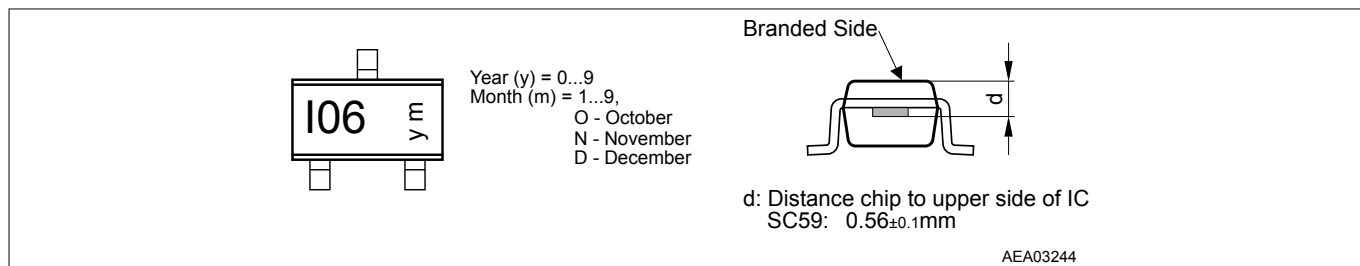 I06
y m
Year (y) = 0...9
Month (m) = 1...9,
O - October
N - November
D - December
Branded Side
d
d: Distance chip to upper side of IC
SC59: 0.56±0.1mm
AEA03244